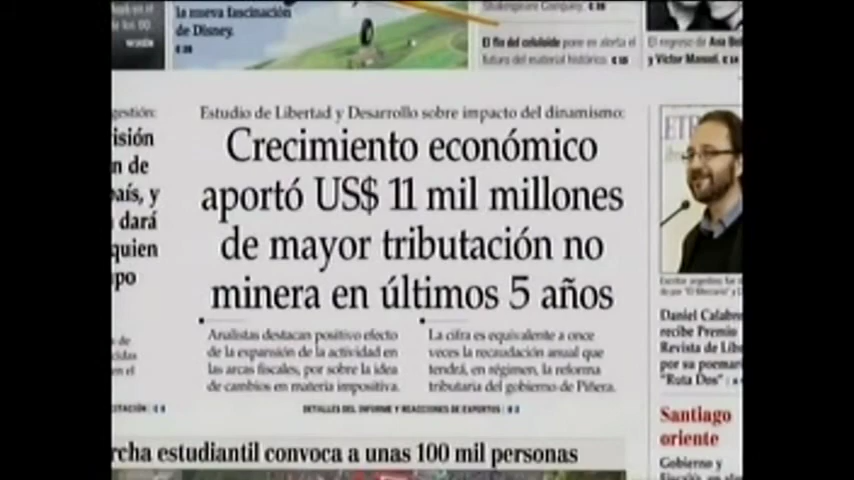 la nueva fascinación
de Disney.
Shakespeare Company.
El fin del celuloide pone en alerta el
futuro del material histórico.
El regreso de Ana
y Víctor Manuel.
gestión:
isión
n de
país, y
dará
quien
po
Estudio de Libertad y Desarrollo sobre impacto del dinamismo:
Crecimiento económico
aportó US$ 11 mil millones
de mayor tributación no
minera en últimos 5 años
Analistas destacan positivo efecto
de la expansión de la actividad en
las arcas fiscales, por sobre la idea
de cambios en materia impositiva.
La cifra es equivalente a once
veces la recaudación anual que
tendrá, en régimen, la reforma
tributaria del gobierno de Piñera.
DETALLES DEL INFORME Y REACCIONES DE EXPERTOS
rcha estudiantil convoca a unas 100 mil personas
Daniel Calabre
recibe Premio
Revista de Lib
por su poemar
"Ruta Dos"
Santiago
oriente
Gobierno y